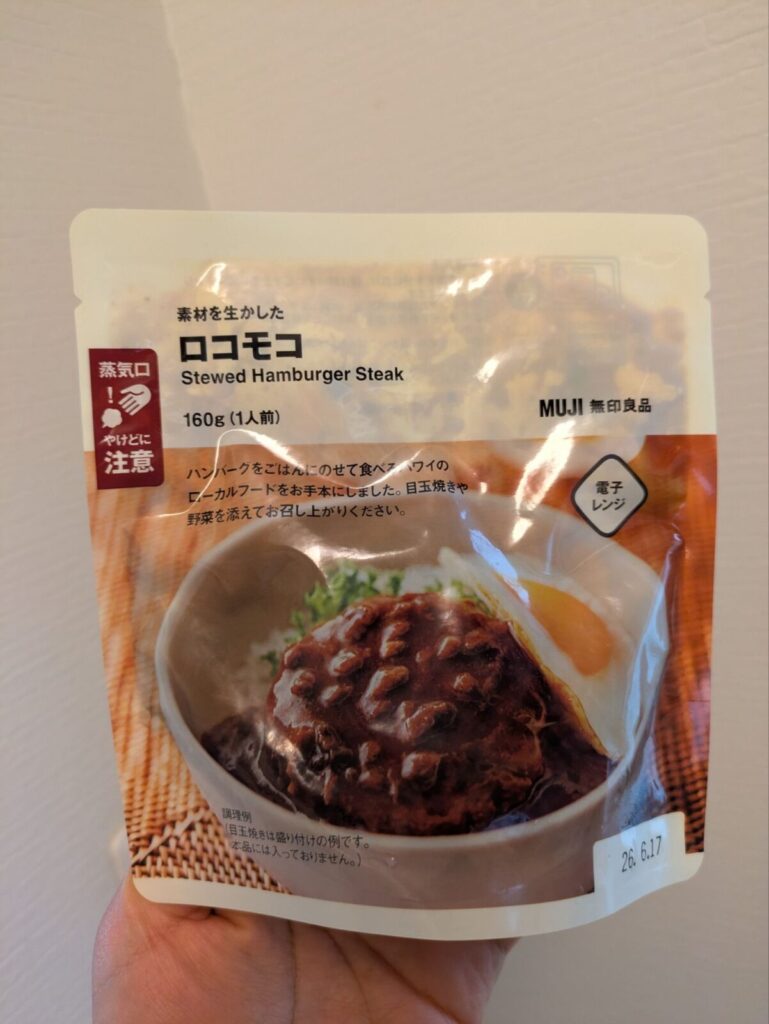 素材を生かした
ロコモコ
Stewed Hamburger Steak
160g（1人前）
MUJI 無印良品
蒸気口
!
やけどに
注意
ハンバーグをごはんにのせて食べるハワイの
ローカルフードをお手本にしました。目玉焼きや
野菜を添えてお召し上がりください。
電子
レンジ
調理例
（目玉焼きは盛り付けの例です。
本品には入っておりません。）
26. 6.17